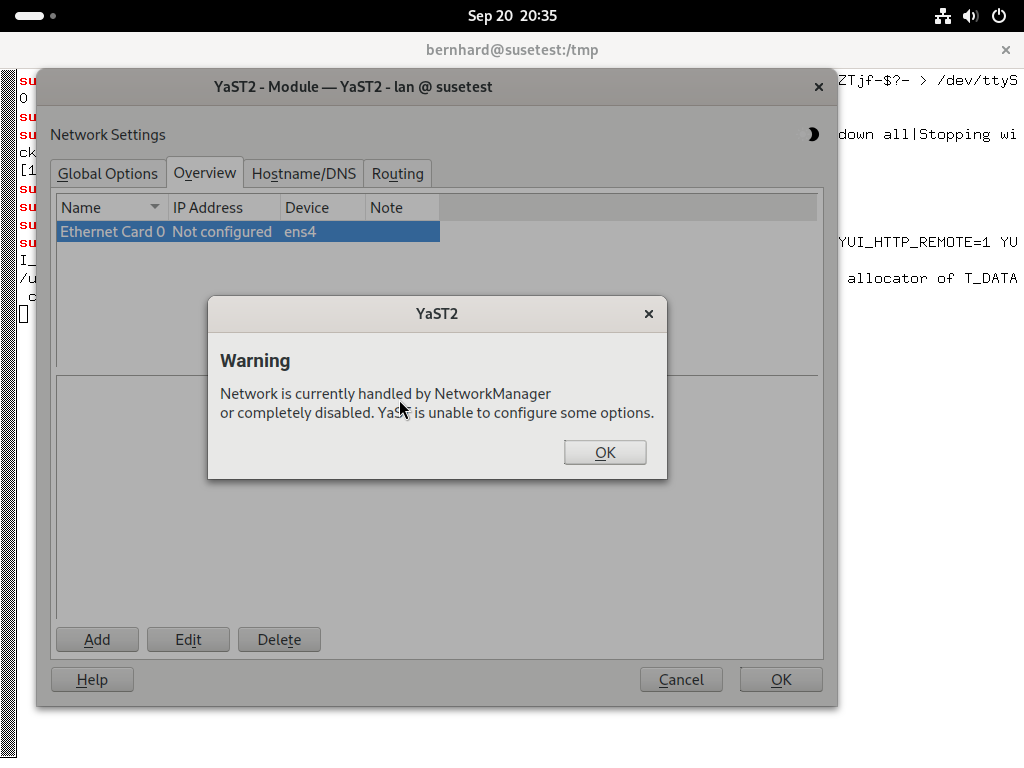 Sep 20 20:35
bernhard@susetest:/tmp
su ZTjf-$?- > /dev/ttyS
0
su
su down all|Stopping wi
ck
[1
su
su
su
su YUI_HTTP_REMOTE=1 YU
I_
/u allocator of T_DATA
c
YaST2 - Module — YaST2 - lan @ susetest
Network Settings
Global Options Overview Hostname/DNS Routing
Name IP Address Device Note
Ethernet Card 0 Not configured ens4
YaST2
Warning
Network is currently handled by NetworkManager
or completely disabled. YaST is unable to configure some options.
OK
Add Edit Delete
Help Cancel OK